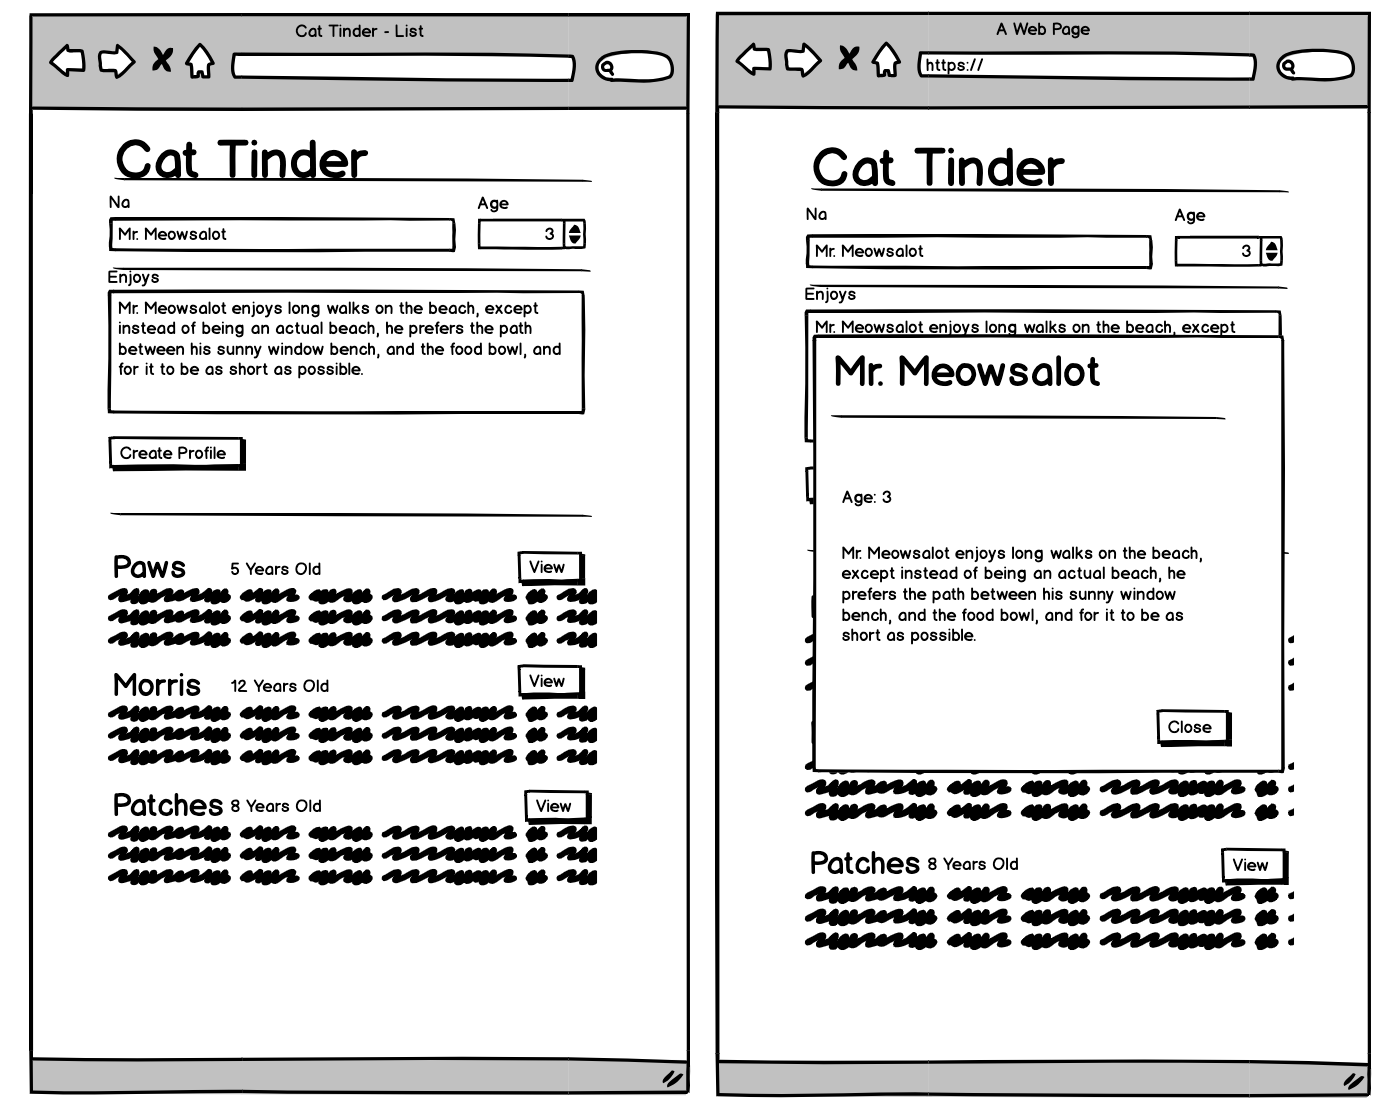 Cat Tinder - List
Cat Tinder
Na
Age
Mr. Meowsalot
3
Enjoys
Mr. Meowsalot enjoys long walks on the beach, except
instead of being an actual beach, he prefers the path
between his sunny window bench, and the food bowl, and
for it to be as short as possible.
Create Profile
Paws
5 Years Old
View
Morris
12 Years Old
View
Patches
8 Years Old
View
A Web Page
https://
Cat Tinder
Na
Age
Mr. Meowsalot
3
Enjoys
Mr. Meowsalot enjoys long walks on the beach, except
Mr. Meowsalot
Age: 3
Mr. Meowsalot enjoys long walks on the beach,
except instead of being an actual beach, he
prefers the path between his sunny window
bench, and the food bowl, and for it to be as
short as possible.
Close
Patches
8 Years Old
View